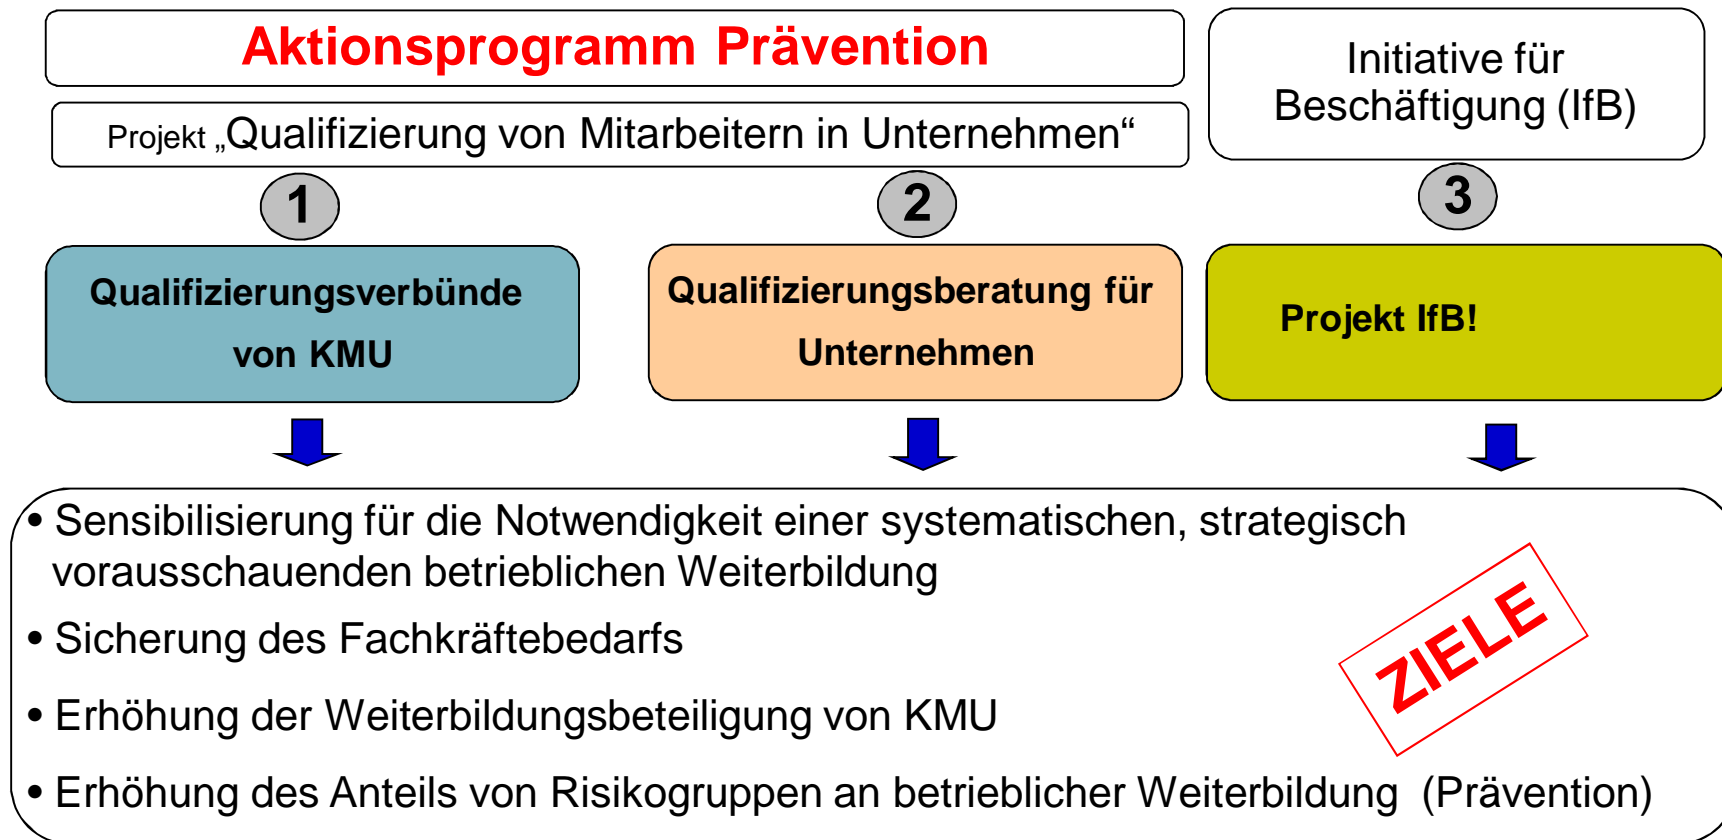 Aktionsprogramm Prävention
Projekt „Qualifizierung von Mitarbeitern in Unternehmen“
Initiative für
Beschäftigung (IfB)
1
2
3
Qualifizierungsverbünde
von KMU
Qualifizierungsberatung für
Unternehmen
Projekt IfB!
• Sensibilisierung für die Notwendigkeit einer systematischen, strategisch
vorausschauenden betrieblichen Weiterbildung
• Sicherung des Fachkräftebedarfs
• Erhöhung der Weiterbildungsbeteiligung von KMU
• Erhöhung des Anteils von Risikogruppen an betrieblicher Weiterbildung (Prävention)
ZIELE